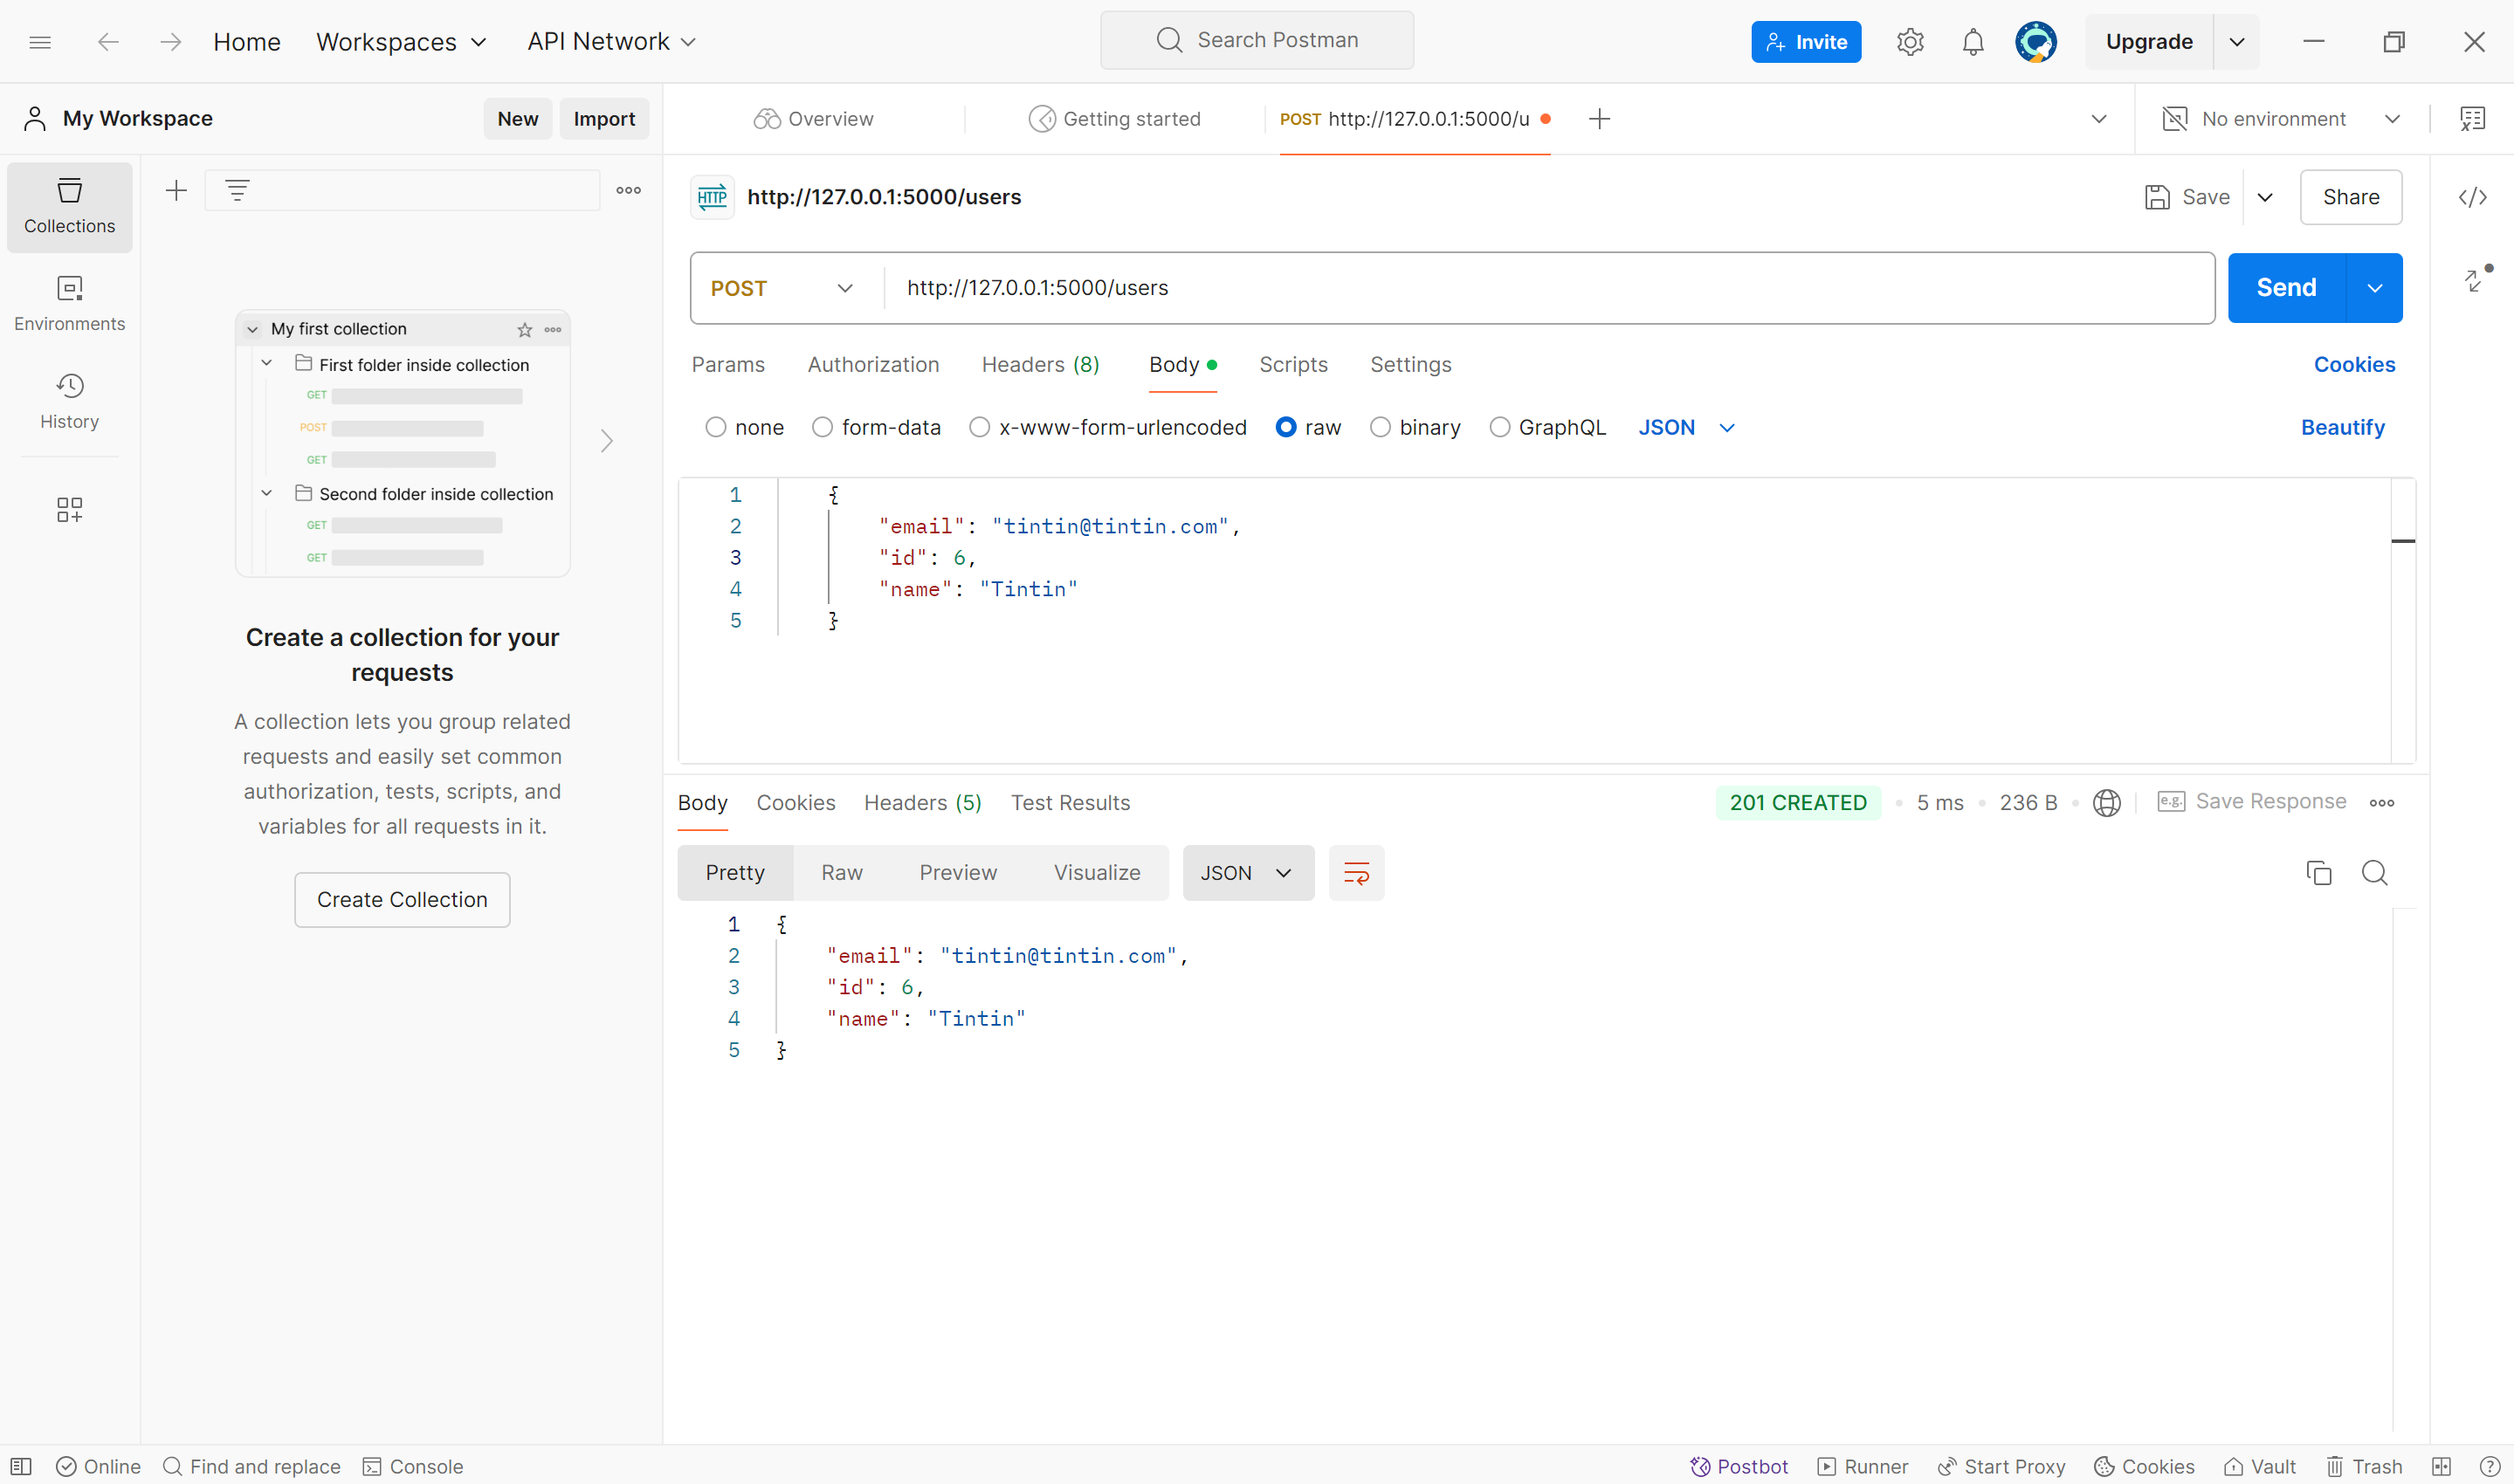 Home Workspaces API Network Search Postman Invite Upgrade
My Workspace New Import Overview Getting started POST http://127.0.0.1:5000/u No environment
Collections
Environments
History
My first collection
First folder inside collection
GET
POST
GET
Second folder inside collection
GET
GET
Create a collection for your
requests
A collection lets you group related
requests and easily set common
authorization, tests, scripts, and
variables for all requests in it.
Create Collection
HTTP http://127.0.0.1:5000/users Save Share
POST http://127.0.0.1:5000/users Send
Params Authorization Headers (8) Body Scripts Settings Cookies
none form-data x-www-form-urlencoded raw binary GraphQL JSON Beautify
1 {
2 "email": "tintin@tintin.com",
3 "id": 6,
4 "name": "Tintin"
5 }
Body Cookies Headers (5) Test Results 201 CREATED 5 ms 236 B e.g. Save Response
Pretty Raw Preview Visualize JSON
1 {
2 "email": "tintin@tintin.com",
3 "id": 6,
4 "name": "Tintin"
5 }
Online Find and replace Console Postbot Runner Start Proxy Cookies Vault Trash